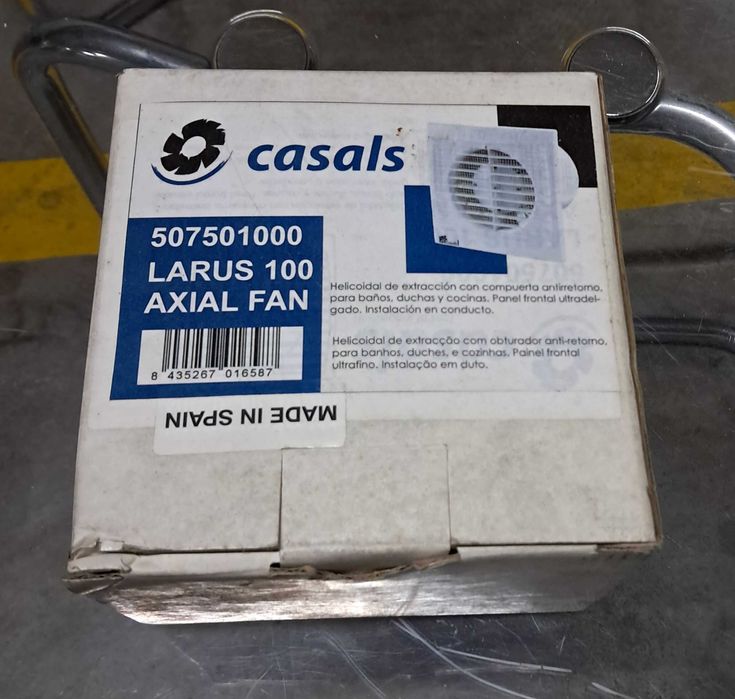 casals
507501000
LARUS 100
AXIAL FAN
8 435267 016587
Helicoidal de extracción con compuerta antirretorno,
para baños, duchas y cocinas. Panel frontal ultradel-
gado. Instalación en conducto.
Helicoidal de extracção com obturador anti-retorno,
para banhos, duches, e cozinhas. Painel frontal
ultrafino. Instalação em duto.
MADE IN SPAIN